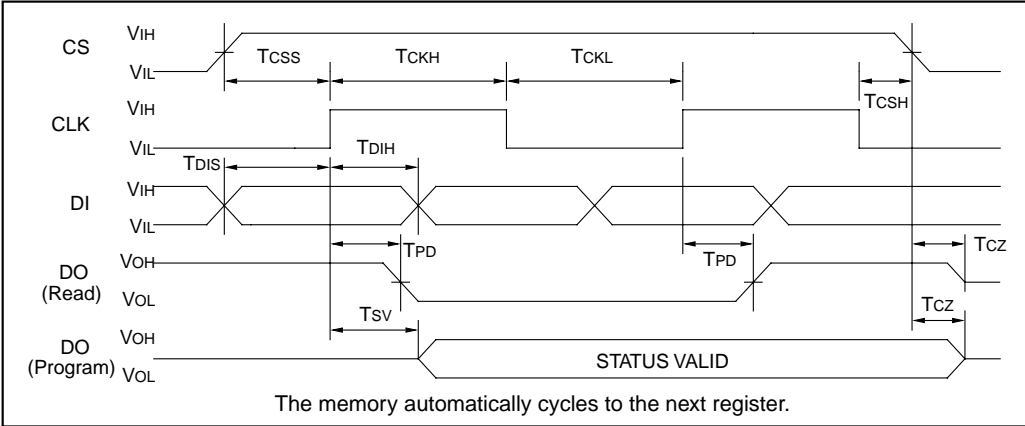 CS VIH TCSS TCKH TCKL
VIL TCSH
CLK VIH
VIL
TDIS TDIH
DI VIH
VIL
TPD TPD TCZ
DO (Read) VOH
VOL
TSV TCZ
DO (Program) VOH
VOL STATUS VALID
The memory automatically cycles to the next register.